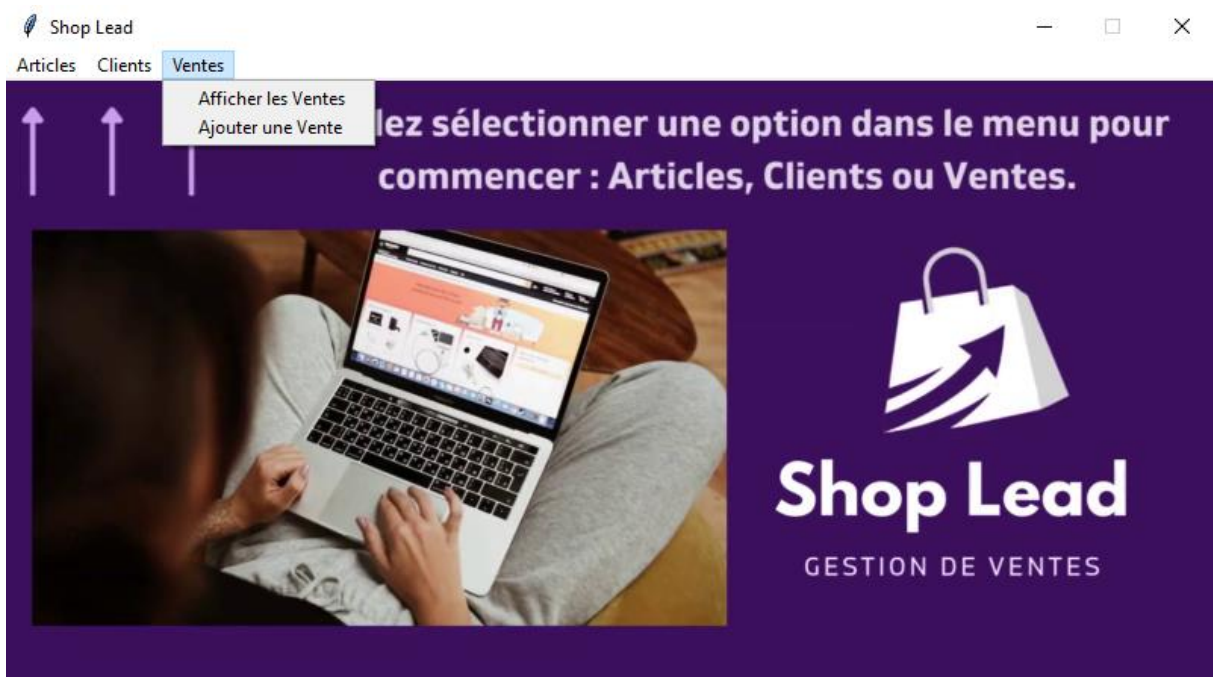 Shop Lead
Articles Clients Ventes
Afficher les Ventes
Ajouter une Vente
lez sélectionner une option dans le menu pour
commencer : Articles, Clients ou Ventes.
Shop Lead
GESTION DE VENTES